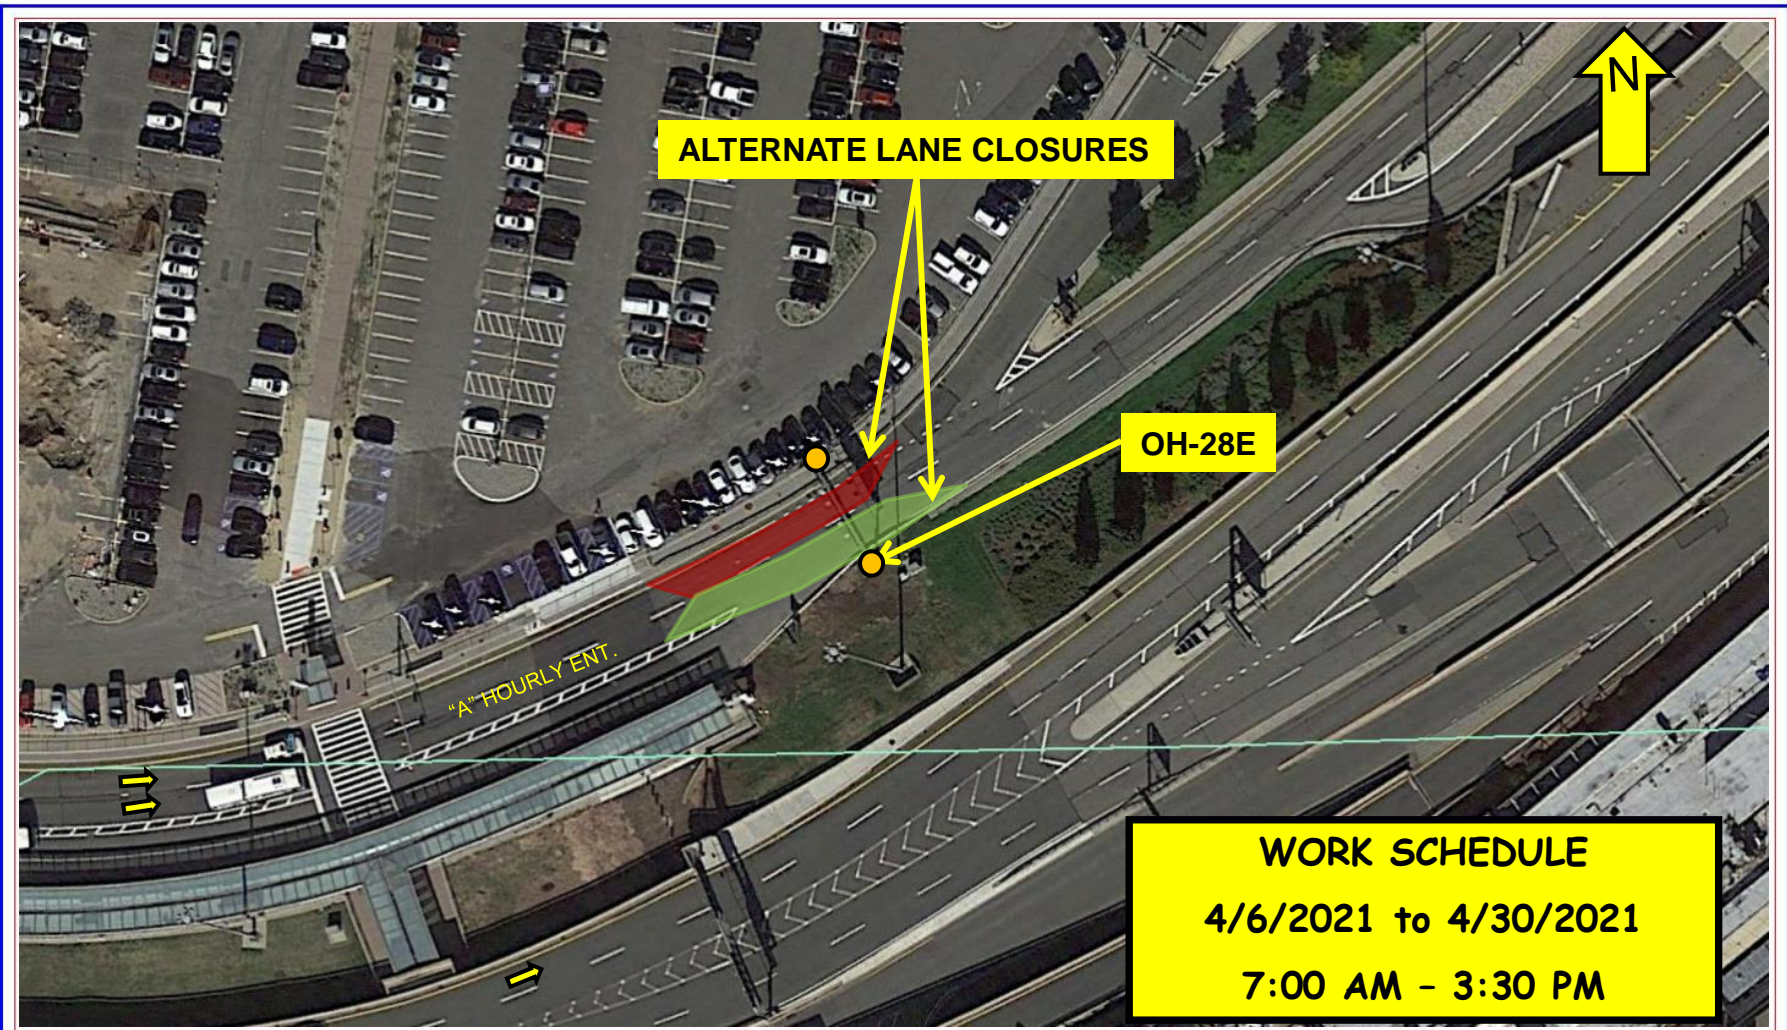 N
ALTERNATE LANE CLOSURES
OH-28E
"A" HOURLY ENT.
WORK SCHEDULE
4/6/2021 to 4/30/2021
7:00 AM – 3:30 PM